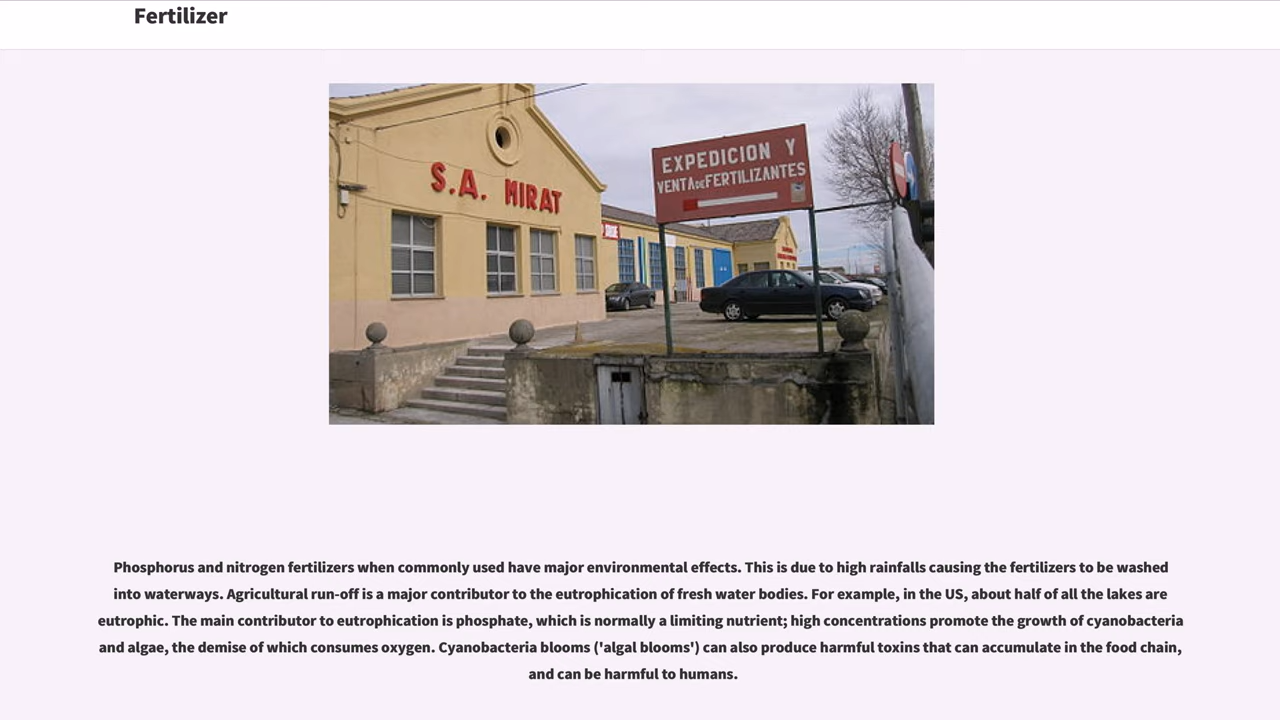 Fertilizer
S.A. MIRAT
EXPEDICION Y
VENTA DE FERTILIZANTES
Phosphorus and nitrogen fertilizers when commonly used have major environmental effects. This is due to high rainfalls causing the fertilizers to be washed
into waterways. Agricultural run-off is a major contributor to the eutrophication of fresh water bodies. For example, in the US, about half of all the lakes are
eutrophic. The main contributor to eutrophication is phosphate, which is normally a limiting nutrient; high concentrations promote the growth of cyanobacteria
and algae, the demise of which consumes oxygen. Cyanobacteria blooms ('algal blooms') can also produce harmful toxins that can accumulate in the food chain,
and can be harmful to humans.